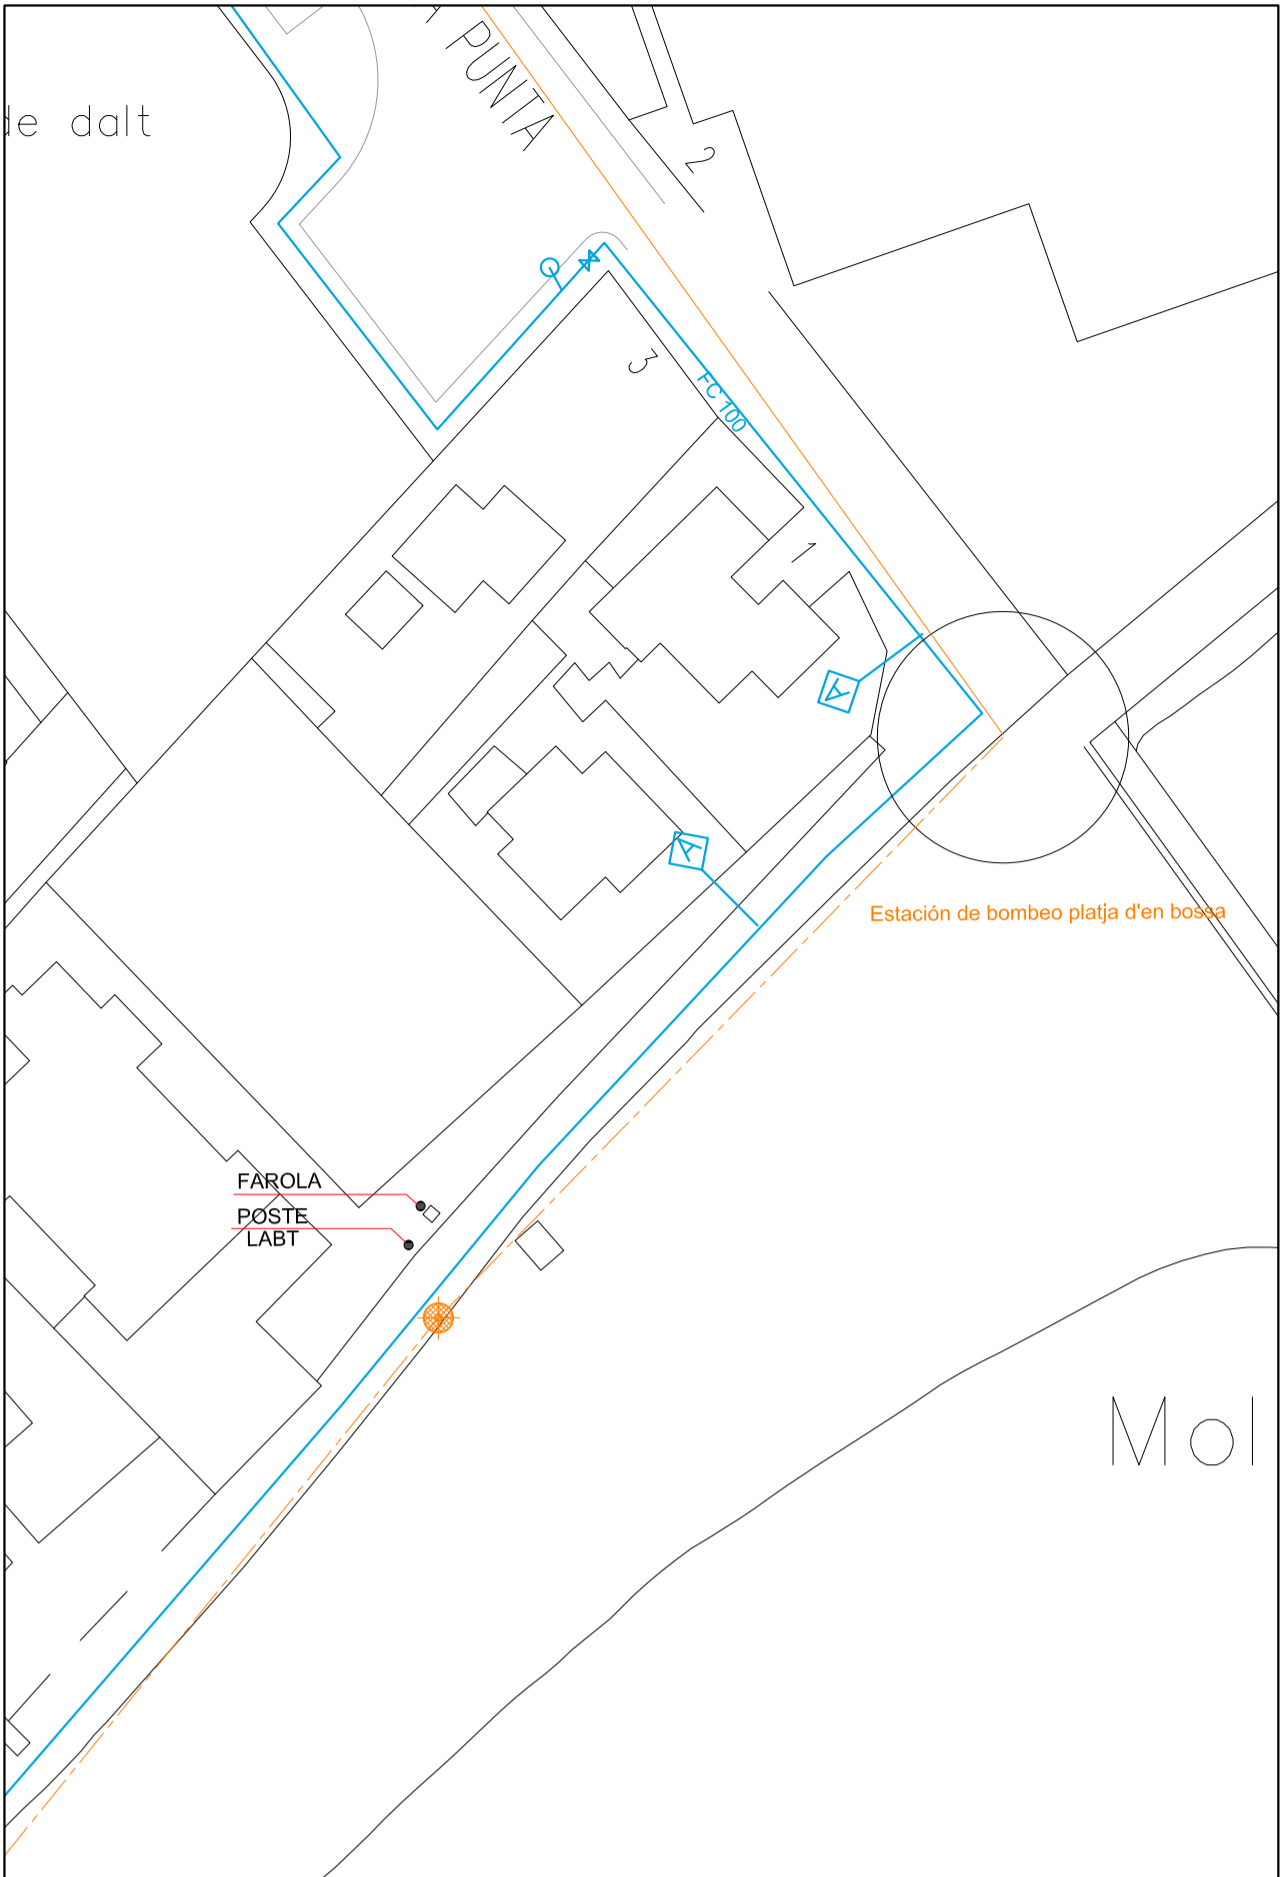 PUNTA
de dalt
2
3
FC 100
1
A
A
Estación de bombeo platja d'en bossa
FAROLA
POSTE
LABT
Mol